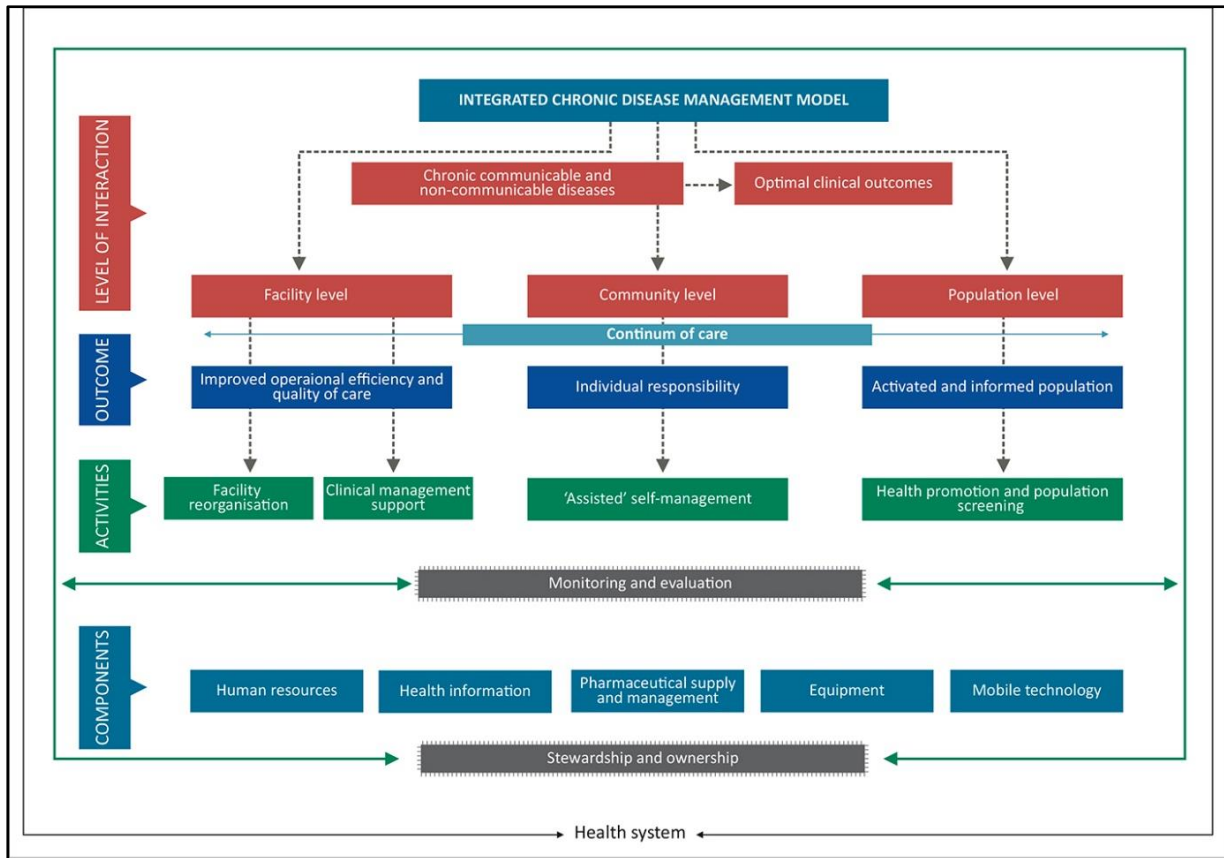 INTEGRATED CHRONIC DISEASE MANAGEMENT MODEL
LEVEL OF INTERACTION
Chronic communicable and
non-communicable diseases
Optimal clinical outcomes
Facility level
Community level
Population level
Continum of care
OUTCOME
Improved operaional efficiency and
quality of care
Individual responsibility
Activated and informed population
ACTIVITIES
Facility
reorganisation
Clinical management
support
‘Assisted’ self-management
Health promotion and population
screening
Monitoring and evaluation
COMPONENTS
Human resources
Health information
Pharmaceutical supply
and management
Equipment
Mobile technology
Stewardship and ownership
Health system